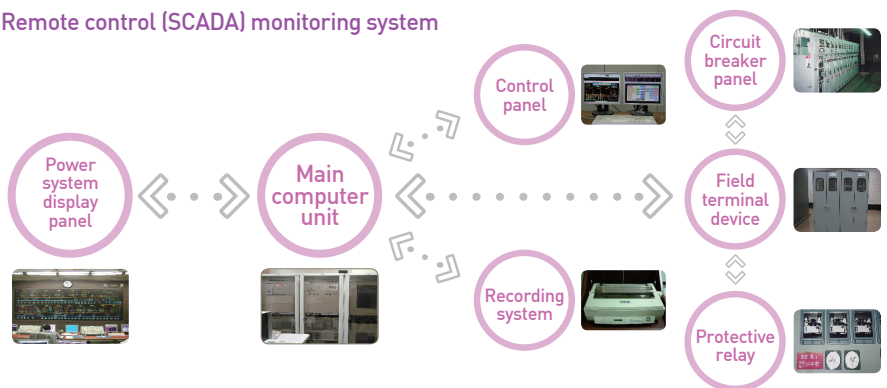 Remote control (SCADA) monitoring system
Power
system
display
panel
Main
computer
unit
Control
panel
Recording
system
Circuit
breaker
panel
Field
terminal
device
Protective
relay